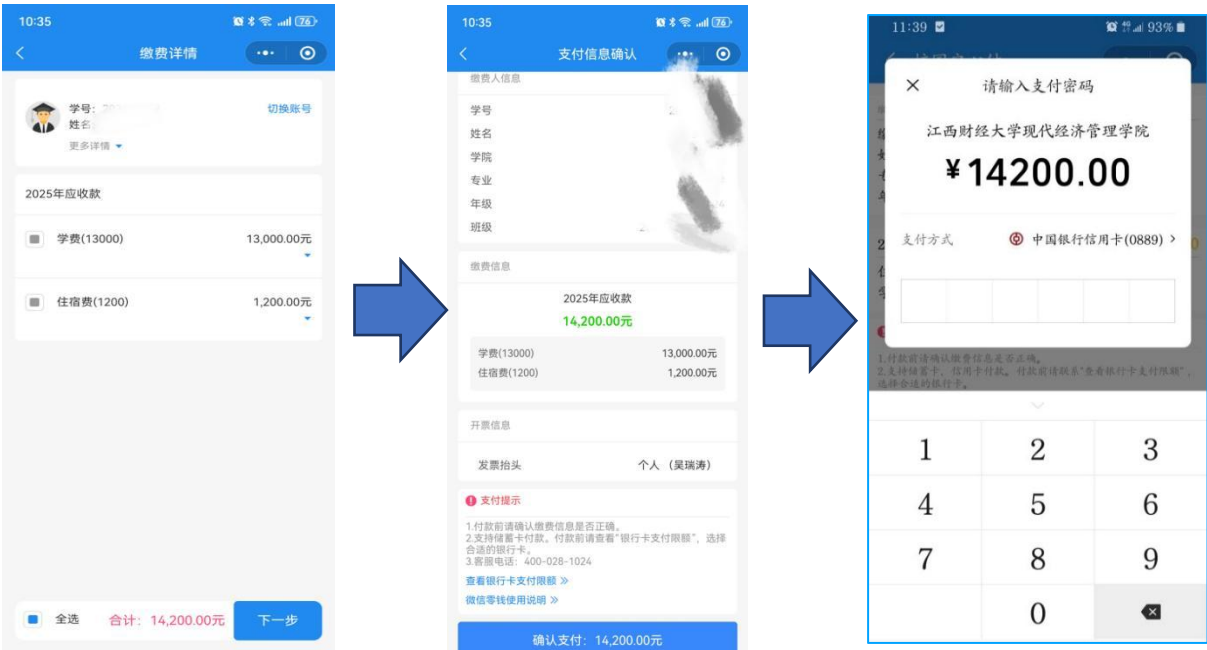 10:35
76
缴费详情
学号:
姓名
切换账号
更多详情
2025年应收款
学费(13000) 13,000.00元
住宿费(1200) 1,200.00元
全选 合计: 14,200.00元 下一步
10:35
76
支付信息确认
缴费人信息
学号
姓名
学院
专业
年级
班级
缴费信息
2025年应收款
14,200.00元
学费(13000) 13,000.00元
住宿费(1200) 1,200.00元
开票信息
发票抬头 个人 (吴瑞涛)
支付提示
1.付款前请确认缴费信息是否正确。
2.支持储蓄卡付款。付款前请查看"银行卡支付限额", 选择
合适的银行卡。
3.客服电话: 400-028-1024
查看银行卡支付限额 »
微信零钱使用说明 »
确认支付: 14,200.00元
11:39 93%
请输入支付密码
江西财经大学现代经济管理学院
¥14200.00
支付方式 中国银行信用卡(0889) >
1.付款前请确认缴费信息是否正确。
2.支持储蓄卡, 信用卡付款。付款前请联系"查看银行卡支付限额",
选择合适的银行卡。
1 2 3
4 5 6
7 8 9
0